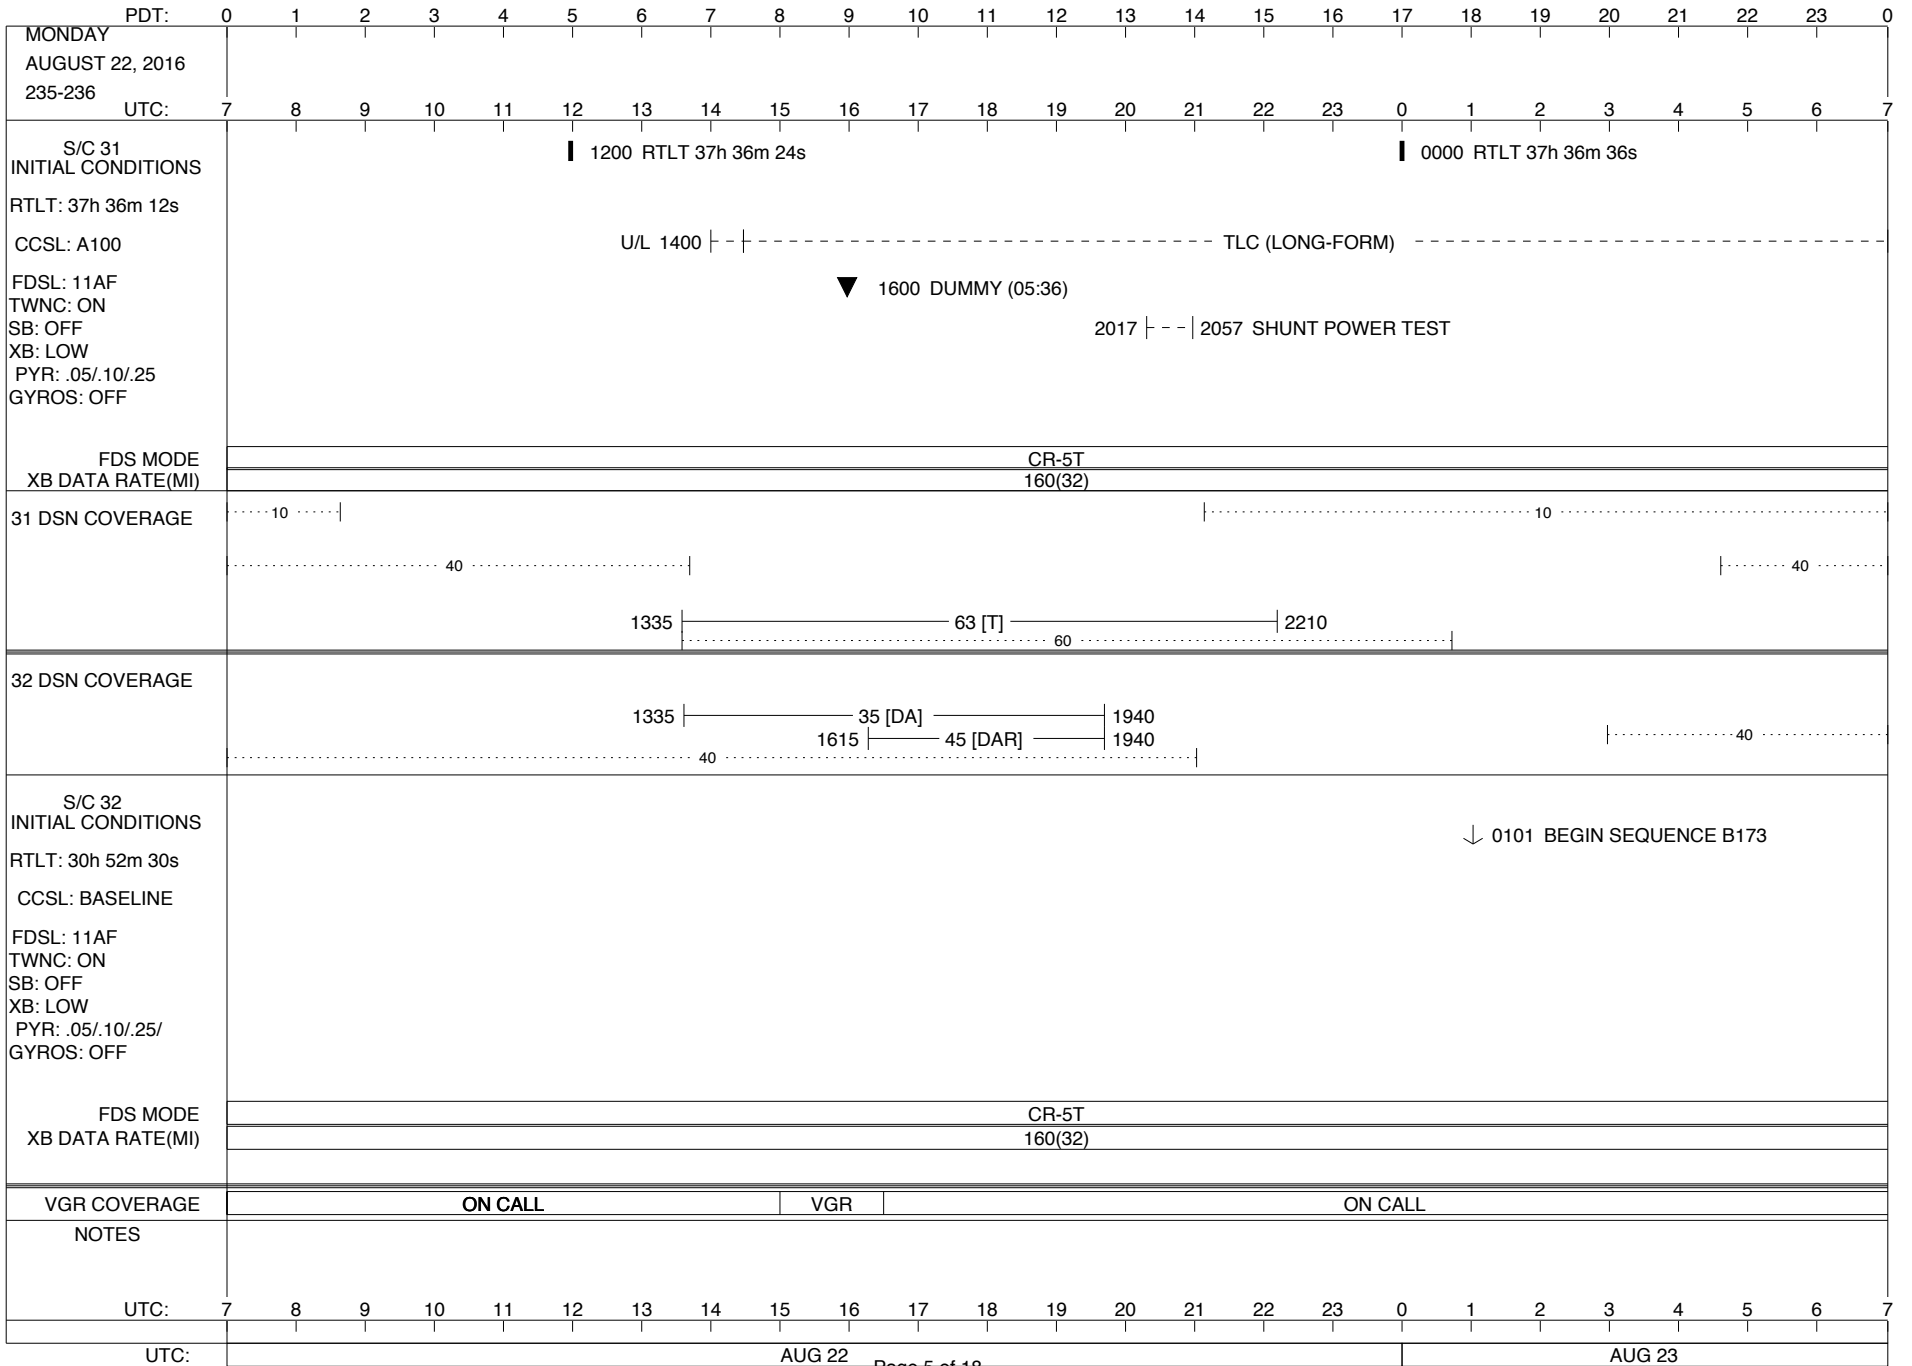 PDT: 0 1 2 3 4 5 6 7 8 9 10 11 12 13 14 15 16 17 18 19 20 21 22 23 0
MONDAY
AUGUST 22, 2016
235-236
UTC: 7 8 9 10 11 12 13 14 15 16 17 18 19 20 21 22 23 0 1 2 3 4 5 6 7
S/C 31
INITIAL CONDITIONS
1200 RTLT 37h 36m 24s
0000 RTLT 37h 36m 36s
RTLT: 37h 36m 12s
CCSL: A100
U/L 1400 TLC (LONG-FORM)
FDSL: 11AF
1600 DUMMY (05:36)
TWNC: ON
SB: OFF
2017 2057 SHUNT POWER TEST
XB: LOW
PYR: .05/.10/.25
GYROS: OFF
FDS MODE CR-5T
XB DATA RATE(MI) 160(32)
31 DSN COVERAGE
10 10
40 40
1335 63 [T] 2210
60
32 DSN COVERAGE
1335 35 [DA] 1940
1615 45 [DAR] 1940
40
40
S/C 32
INITIAL CONDITIONS
0101 BEGIN SEQUENCE B173
RTLT: 30h 52m 30s
CCSL: BASELINE
FDSL: 11AF
TWNC: ON
SB: OFF
XB: LOW
PYR: .05/.10/.25/
GYROS: OFF
FDS MODE CR-5T
XB DATA RATE(MI) 160(32)
VGR COVERAGE ON CALL VGR ON CALL
NOTES
UTC: 7 8 9 10 11 12 13 14 15 16 17 18 19 20 21 22 23 0 1 2 3 4 5 6 7
UTC: AUG 22 AUG 23
Page 5 of 18